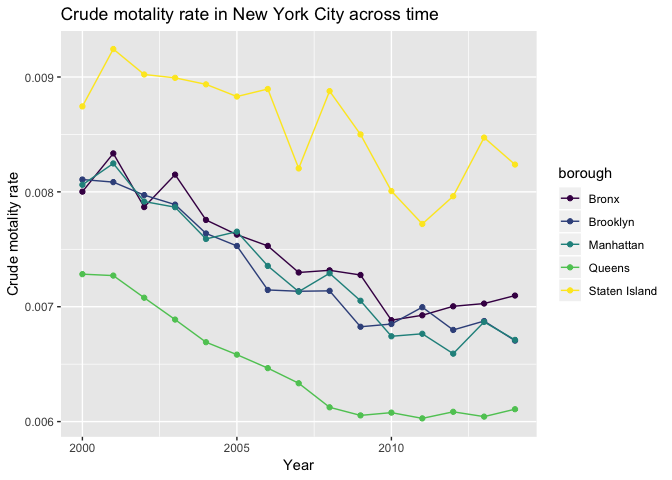 Crude motality rate in New York City across time
0.009
0.008
0.007
0.006
Crude motality rate
2000
2005
2010
Year
borough
Bronx
Brooklyn
Manhattan
Queens
Staten Island